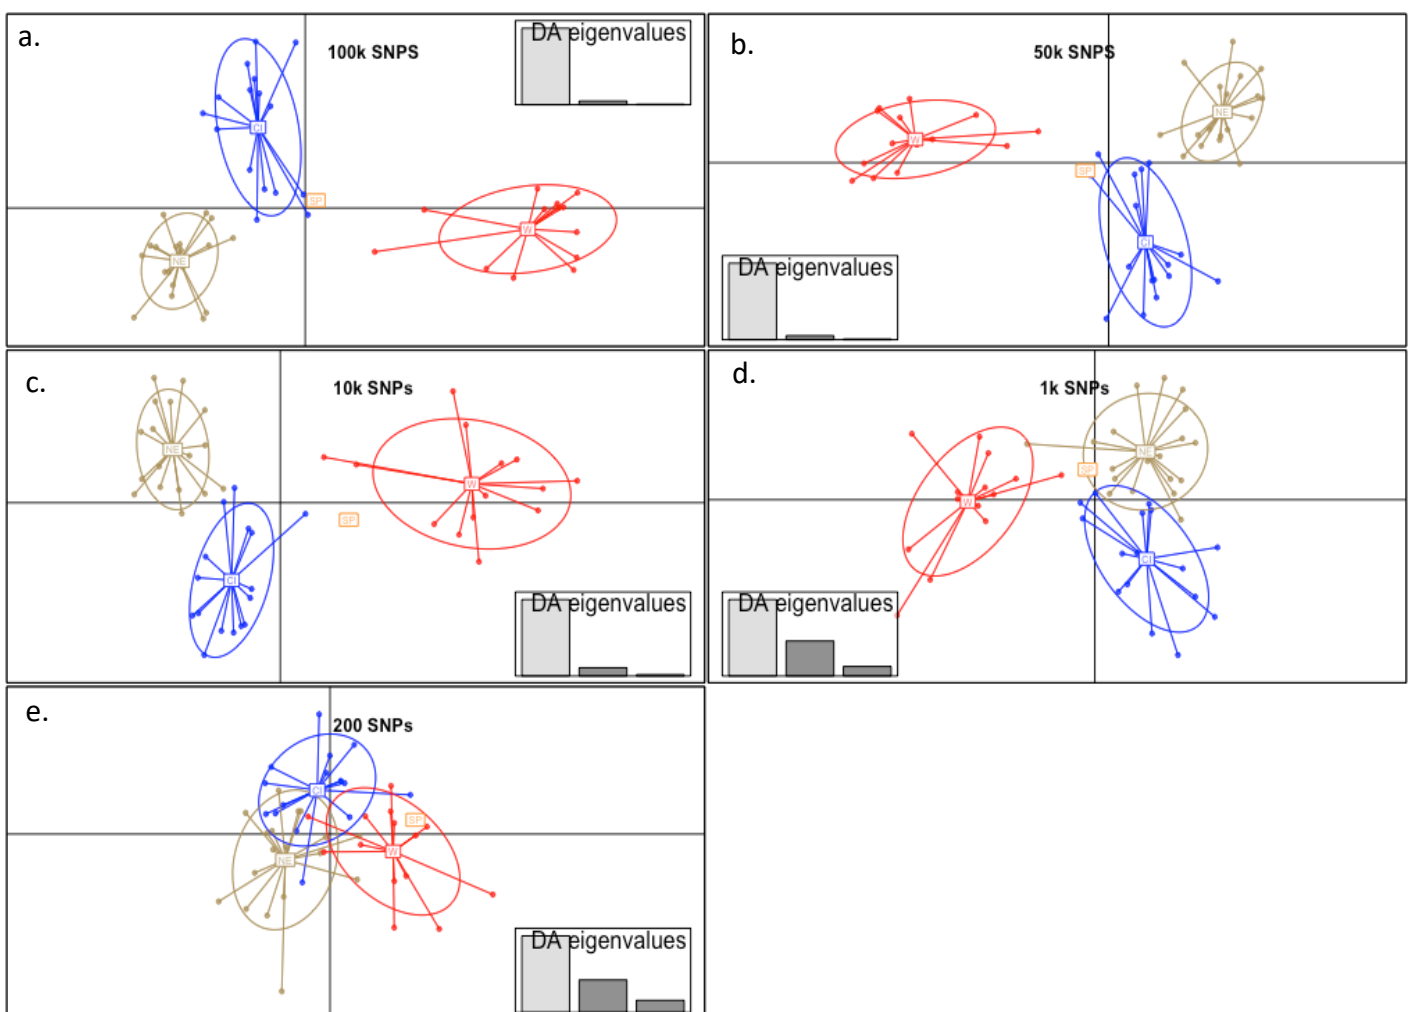 a.
100k SNPS
DA eigenvalues
CI
SP
W
NE
b.
50k SNPS
NE
W
SP
CI
DA eigenvalues
c.
10k SNPs
NE
W
SP
CI
DA eigenvalues
d.
1k SNPs
NE
SP
W
CI
DA eigenvalues
e.
200 SNPs
CI
SP
W
NE
DA eigenvalues